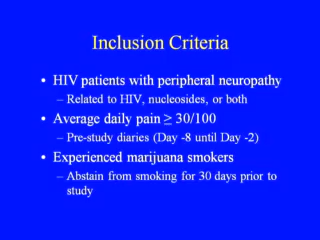 Inclusion Criteria
• HIV patients with peripheral neuropathy
– Related to HIV, nucleosides, or both
• Average daily pain ≥ 30/100
– Pre-study diaries (Day -8 until Day -2)
• Experienced marijuana smokers
– Abstain from smoking for 30 days prior to
study